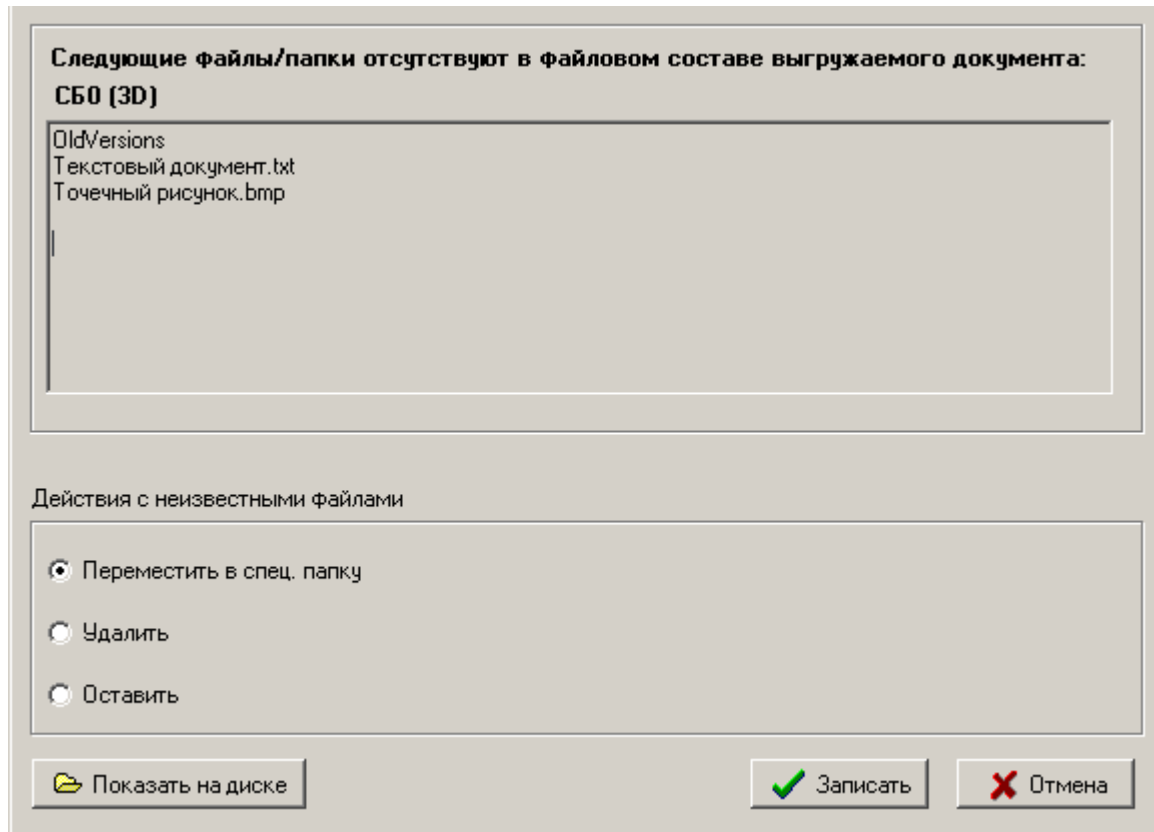 Следующие файлы/папки отсутствуют в файловом составе выгружаемого документа:
СБ0 (3D)
OldVersions
Текстовый документ.txt
Точечный рисунок.bmp
Действия с неизвестными файлами
Переместить в спец. папку
Удалить
Оставить
Показать на диске
Записать
Отмена